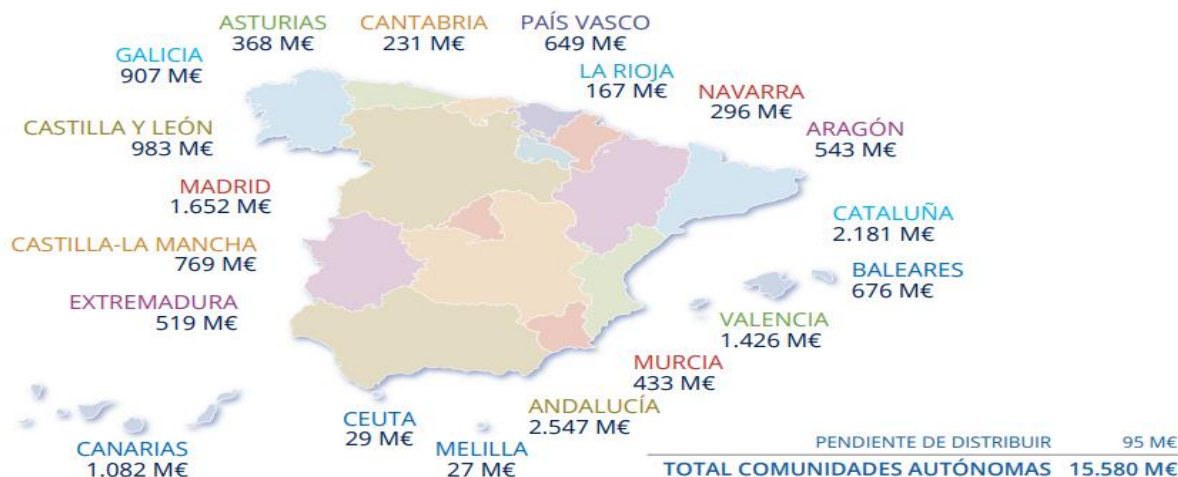 ASTURIAS
368 M€
CANTABRIA
231 M€
PAÍS VASCO
649 M€
GALICIA
907 M€
LA RIOJA
167 M€
NAVARRA
296 M€
CASTILLA Y LEÓN
983 M€
ARAGÓN
543 M€
MADRID
1.652 M€
CATALUÑA
2.181 M€
CASTILLA-LA MANCHA
769 M€
BALEARES
676 M€
EXTREMADURA
519 M€
VALENCIA
1.426 M€
MURCIA
433 M€
ANDALUCÍA
2.547 M€
CEUTA
29 M€
MELILLA
27 M€
CANARIAS
1.082 M€
PENDIENTE DE DISTRIBUIR 95 M€
TOTAL COMUNIDADES AUTÓNOMAS 15.580 M€